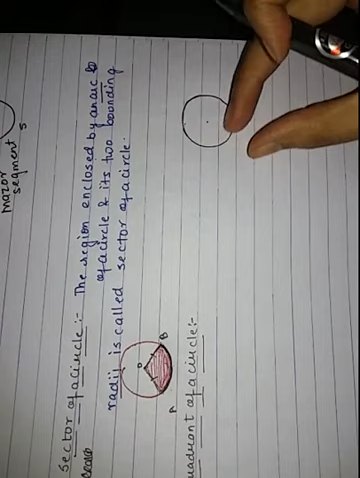 major
segment s
Sector of a circle:- The region enclosed by an arc
of a circle & its two bounding
radii is called sector of a circle.
O
A
B
uadrant of a circle:-